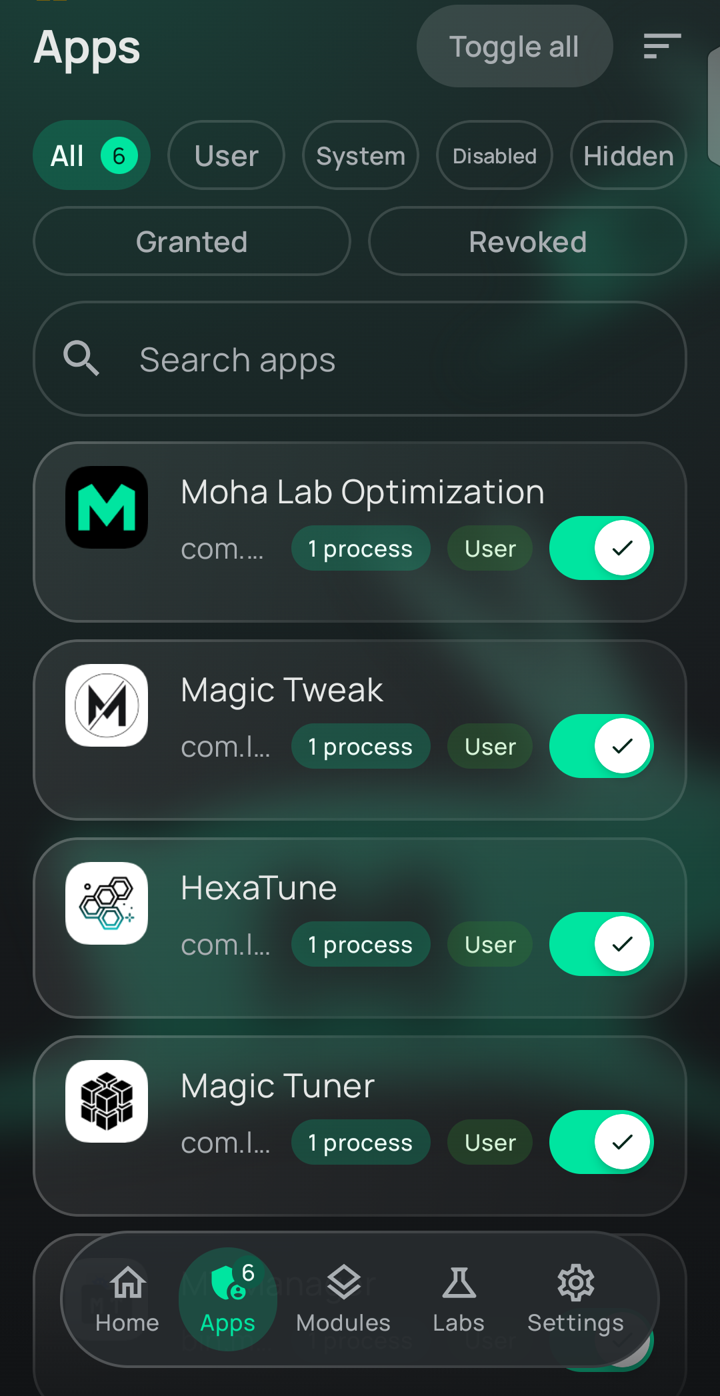 Apps
Toggle all
All 6
User
System
Disabled
Hidden
Granted
Revoked
Search apps
Moha Lab Optimization
com.... 1 process User
Magic Tweak
com.l... 1 process User
HexaTune
com.l... 1 process User
Magic Tuner
com.l... 1 process User
6
Home Apps Modules Labs Settings